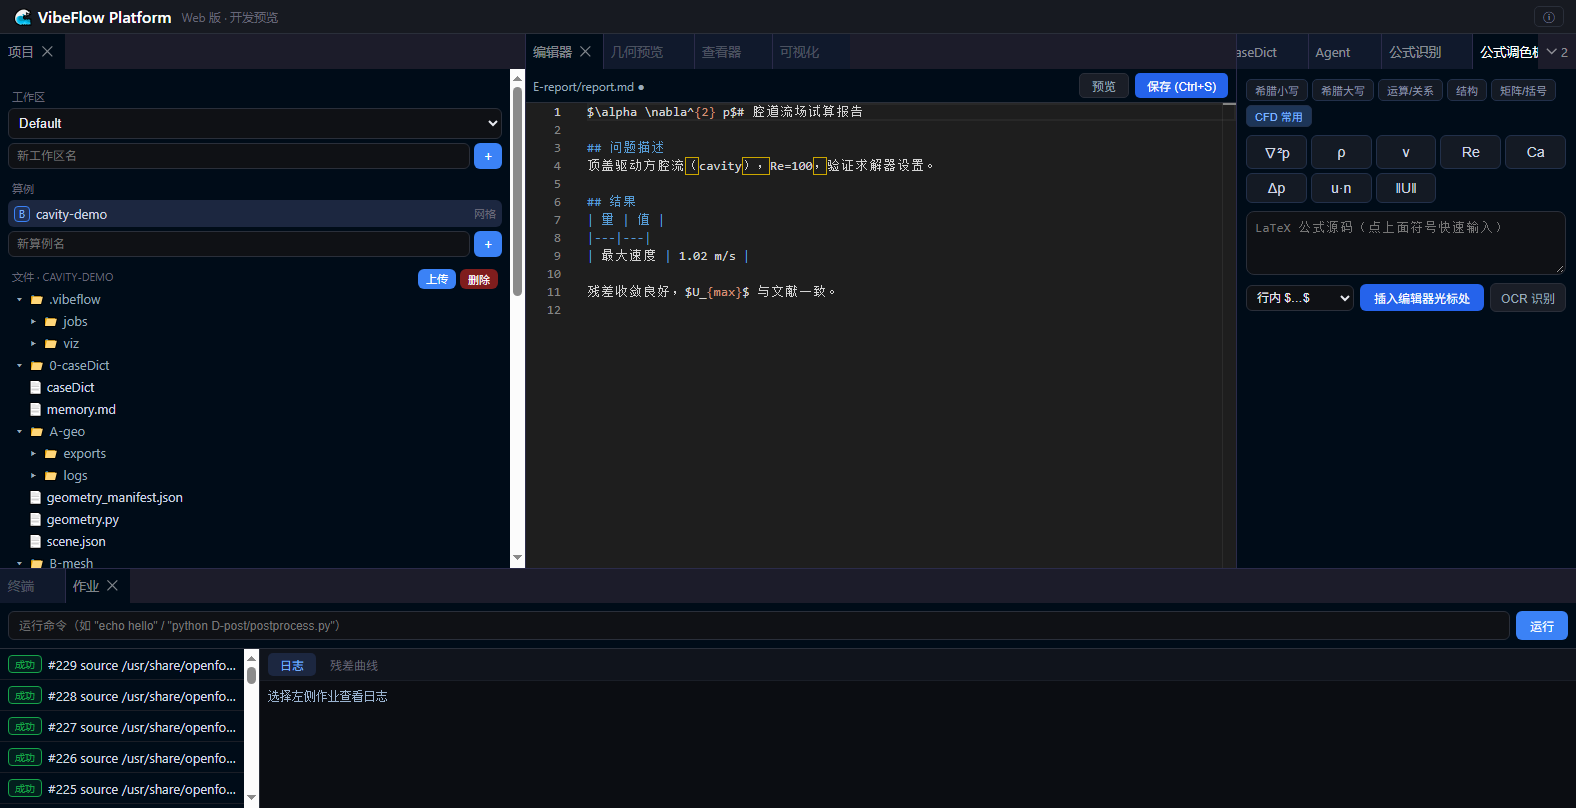 VibeFlow Platform Web 版 · 开发预览
项目
工作区
Default
新工作区名
+
算例
B cavity-demo 网格
新算例名
+
文件 · CAVITY-DEMO 上传 删除
.vibeflow
jobs
viz
0-caseDict
caseDict
memory.md
A-geo
exports
logs
geometry_manifest.json
geometry.py
scene.json
B-mesh
编辑器 几何预览 查看器 可视化
E-report/report.md ● 预览 保存 (Ctrl+S)
1 $\alpha \nabla^{2} p$# 腔道流场试算报告
2
3 ## 问题描述
4 顶盖驱动方腔流（cavity），Re=100，验证求解器设置。
5
6 ## 结果
7 | 量 | 值 |
8 |---|---|
9 | 最大速度 | 1.02 m/s |
10
11 残差收敛良好，$U_{max}$ 与文献一致。
12
aseDict Agent 公式识别 公式调色板 2
希腊小写 希腊大写 运算/关系 结构 矩阵/括号
CFD 常用
∇²p ρ ν Re Ca
Δp u·n ‖U‖
LaTeX 公式源码（点上面符号快速输入）
行内 $...$ 插入编辑器光标处 OCR 识别
终端 作业
运行命令（如 "echo hello" / "python D-post/postprocess.py"） 运行
成功 #229 source /usr/share/openfo...
成功 #228 source /usr/share/openfo...
成功 #227 source /usr/share/openfo...
成功 #226 source /usr/share/openfo...
成功 #225 source /usr/share/openfo...
日志 残差曲线
选择左侧作业查看日志